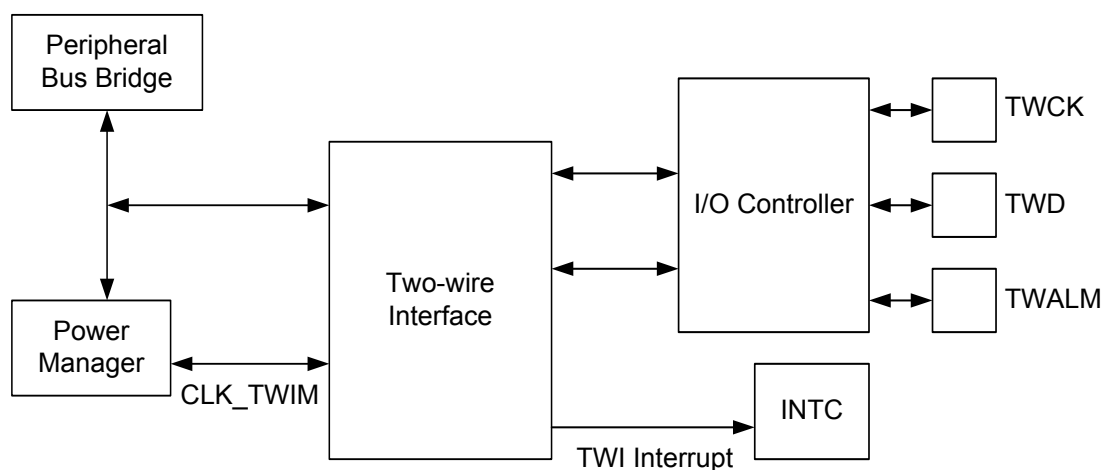 Peripheral
Bus Bridge
TWCK
I/O Controller
TWD
Two-wire
Interface
TWALM
Power
Manager
CLK_TWIM
INTC
TWI Interrupt